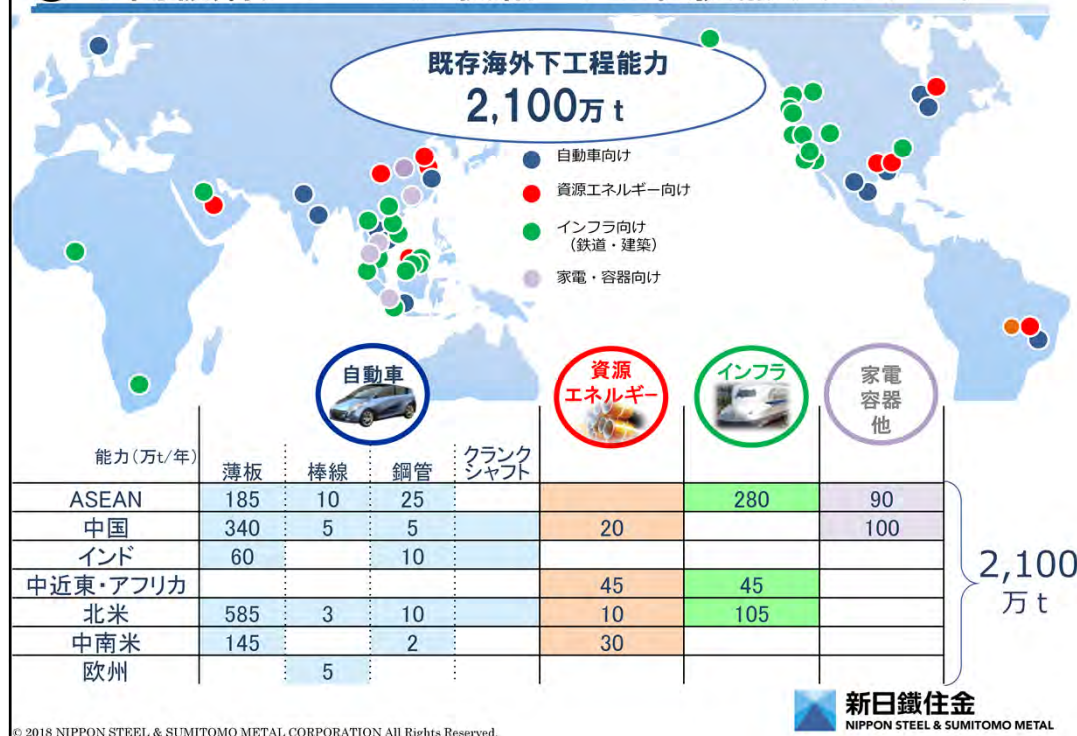 既存海外下工程能力
2,100万t
自動車向け
資源エネルギー向け
インフラ向け
(鉄道・建築)
家電・容器向け
自動車
資源
エネルギー
インフラ
家電
容器
他
能力(万t/年) 薄板 棒線 鋼管 クランクシャフト
ASEAN 185 10 25 280 90
中国 340 5 5 20 100
インド 60 10
中近東・アフリカ 45 45
北米 585 3 10 10 105
中南米 145 2 30
欧州 5
2,100
万t
新日鐵住金
NIPPON STEEL & SUMITOMO METAL
© 2018 NIPPON STEEL & SUMITOMO METAL CORPORATION All Rights Reserved.